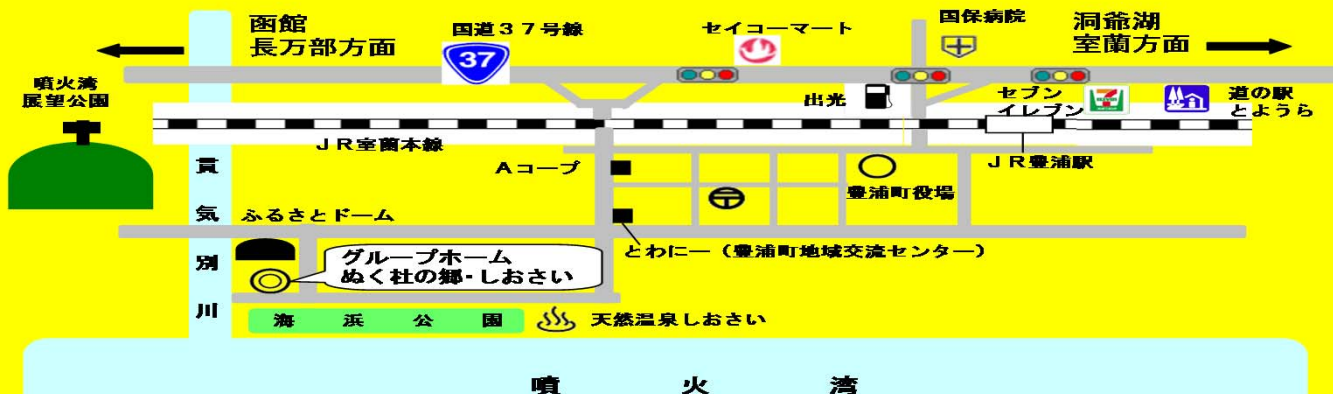 函館
長万部方面
国道３７号線
37
セイコーマート
国保病院
洞爺湖
室蘭方面
噴火湾
展望公園
出光
セブン
イレブン
道の駅
とようら
ＪＲ室蘭本線
Ａコープ
豊浦町役場
ＪＲ豊浦駅
貫気別川
ふるさとドーム
とわにー（豊浦町地域交流センター）
グループホーム
ぬく杜の郷・しおさい
海浜公園
天然温泉しおさい
噴火湾